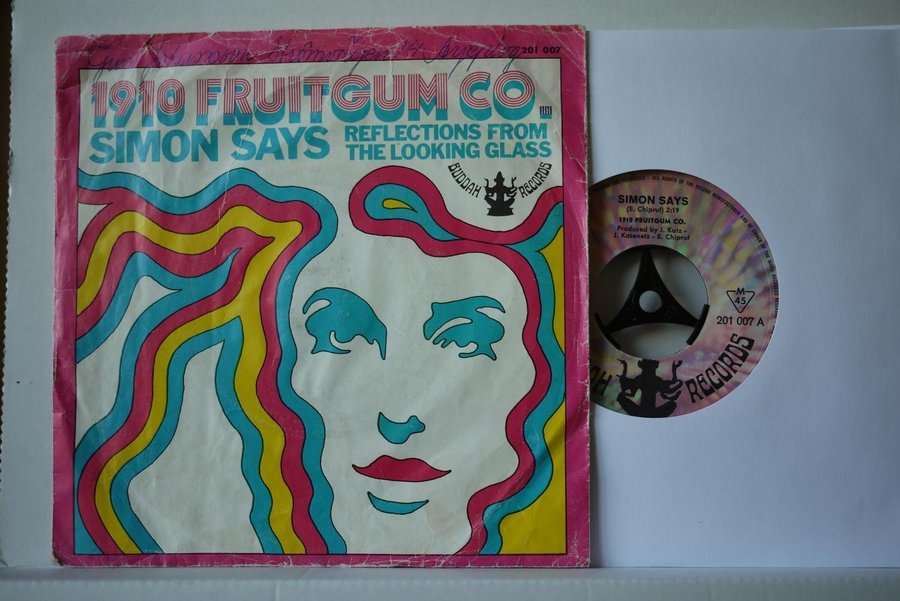 201 007
1910 FRUITGUM CO.
SIMON SAYS
REFLECTIONS FROM
THE LOOKING GLASS
BUDDAH RECORDS
SIMON SAYS
(E. Chiprut) 2:19
1910 FRUITGUM CO.
Produced by J. Katz -
J. Kasenetz - E. Chiprut
M
45
201 007 A
RECORDS